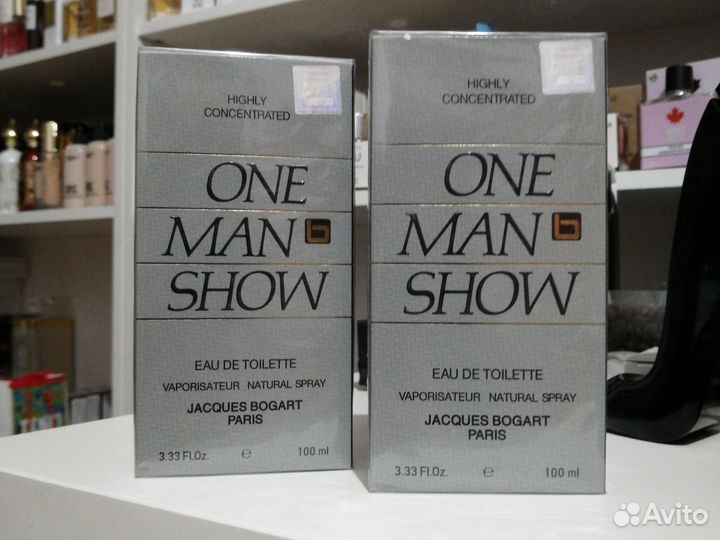 HIGHLY
CONCENTRATED
ONE
MAN b
SHOW
EAU DE TOILETTE
VAPORISATEUR NATURAL SPRAY
JACQUES BOGART
PARIS
3.33 Fl.Oz. e 100 ml
HIGHLY
CONCENTRATED
ONE
MAN b
SHOW
EAU DE TOILETTE
VAPORISATEUR NATURAL SPRAY
JACQUES BOGART
PARIS
3.33 Fl.Oz. e 100 ml
Avito